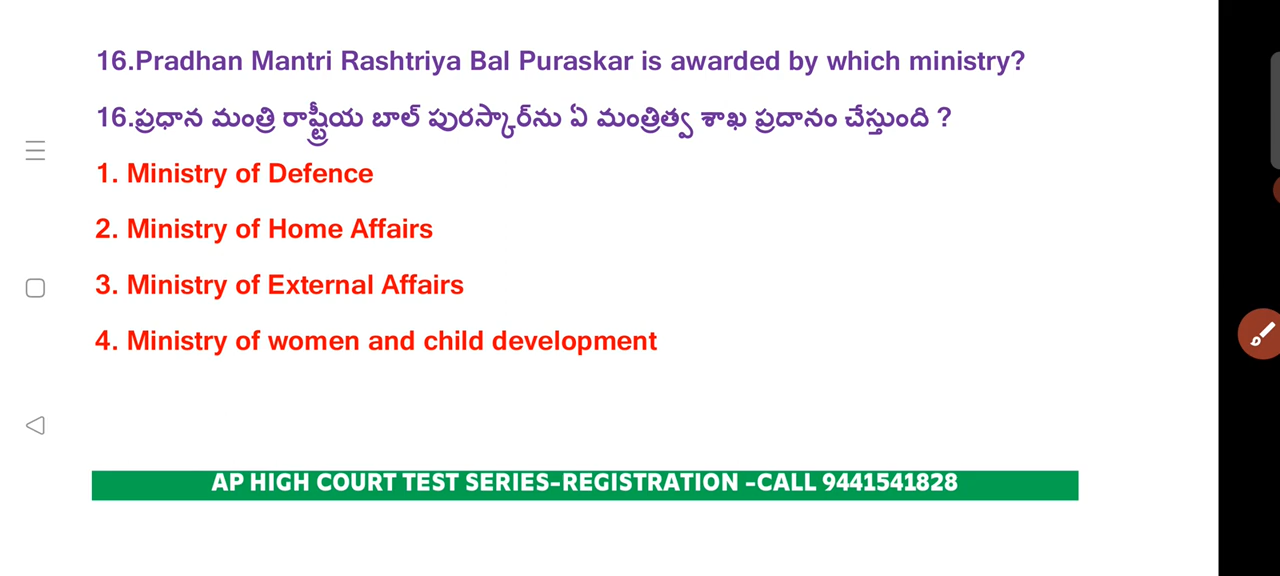 16.Pradhan Mantri Rashtriya Bal Puraskar is awarded by which ministry?
16.ప్రధాన మంత్రి రాష్ట్రీయ బాల్ పురస్కార్‌ను ఏ మంత్రిత్వ శాఖ ప్రదానం చేస్తుంది ?
1. Ministry of Defence
2. Ministry of Home Affairs
3. Ministry of External Affairs
4. Ministry of women and child development
AP HIGH COURT TEST SERIES-REGISTRATION -CALL 9441541828